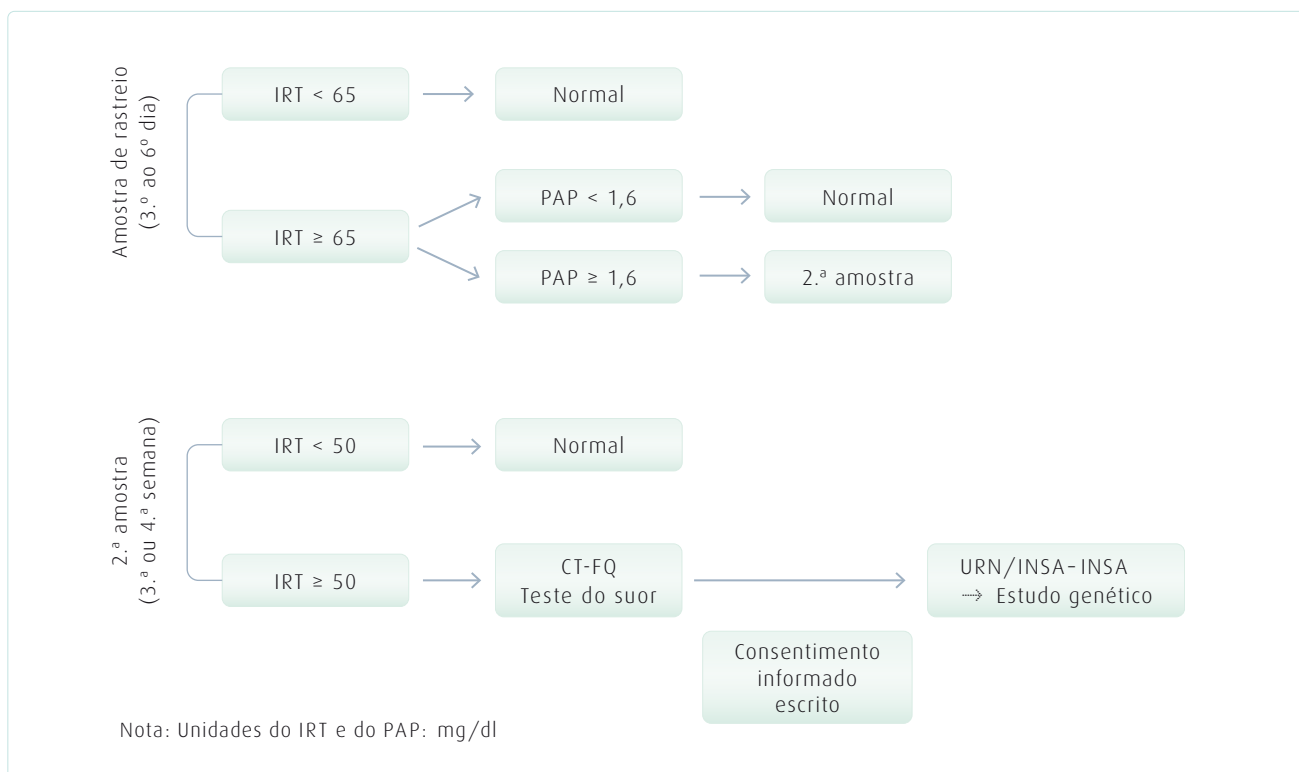 Amostra de rastreio
(3.º ao 6º dia)
IRT < 65
Normal
IRT ≥ 65
PAP < 1,6
Normal
PAP ≥ 1,6
2.ª amostra
2.ª amostra
(3.ª ou 4.ª semana)
IRT < 50
Normal
IRT ≥ 50
CT-FQ
Teste do suor
URN/INSA-INSA
⤑ Estudo genético
Consentimento
informado
escrito
Nota: Unidades do IRT e do PAP: mg/dl